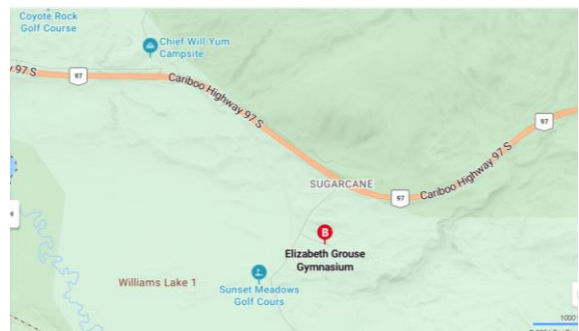 Coyote Rock
Golf Course
Chief Will-Yum
Campsite
97 S
97
Cariboo Highway 97 S
97
Cariboo Highway 97 S
SUGARCANE
97
B
Elizabeth Grouse
Gymnasium
Williams Lake 1
Sunset Meadows
Golf Cours
1000